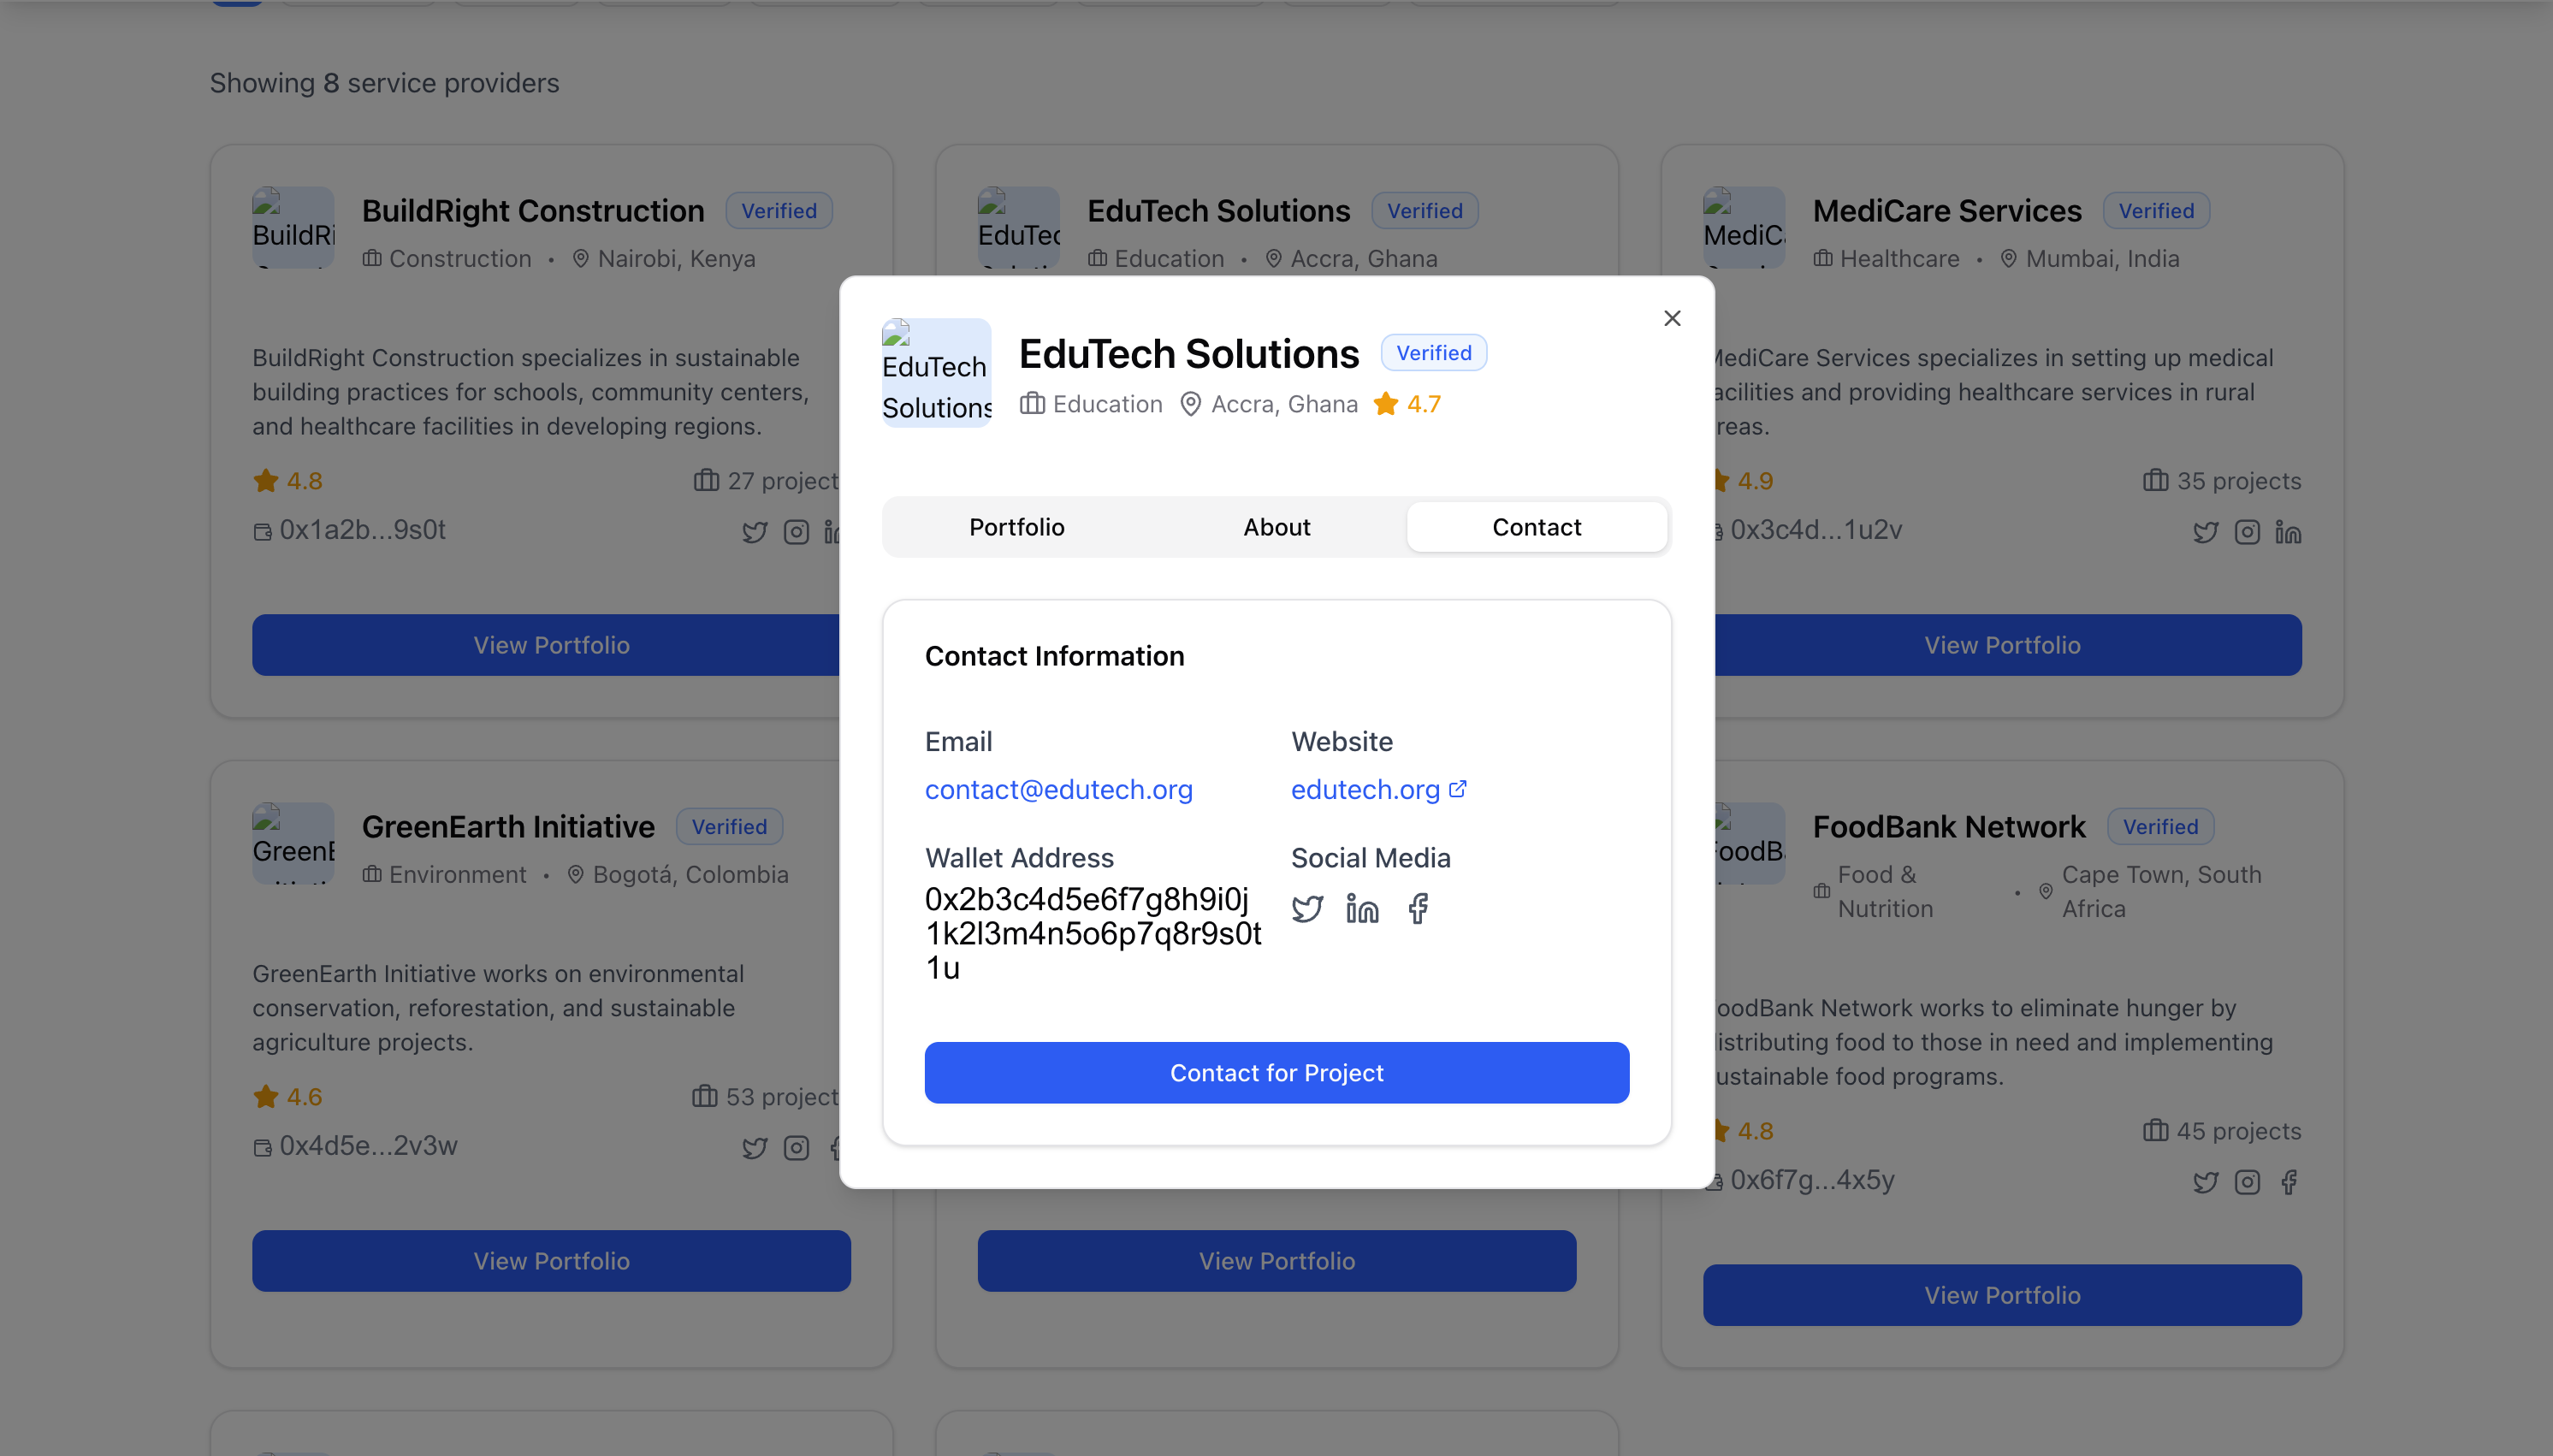 Showing 8 service providers
BuildRight Construction Verified
Construction • Nairobi, Kenya
BuildRight Construction specializes in sustainable
building practices for schools, community centers,
and healthcare facilities in developing regions.
4.8
27 project
0x1a2b...9s0t
View Portfolio
EduTech Solutions Verified
Education • Accra, Ghana
MediCare Services Verified
Healthcare • Mumbai, India
MediCare Services specializes in setting up medical
acilities and providing healthcare services in rural
reas.
4.9
35 projects
0x3c4d...1u2v
View Portfolio
EduTech
Solutions
EduTech Solutions Verified
Education Accra, Ghana 4.7
Portfolio About Contact
Contact Information
Email
contact@edutech.org
Website
edutech.org
Wallet Address
0x2b3c4d5e6f7g8h9i0j
1k2l3m4n5o6p7q8r9s0t
1u
Social Media
Contact for Project
GreenEarth Initiative Verified
Environment • Bogotá, Colombia
GreenEarth Initiative works on environmental
conservation, reforestation, and sustainable
agriculture projects.
4.6
53 project
0x4d5e...2v3w
View Portfolio
View Portfolio
FoodBank Network Verified
Food &
Nutrition
• Cape Town, South
Africa
oodBank Network works to eliminate hunger by
istributing food to those in need and implementing
ustainable food programs.
4.8
45 projects
0x6f7g...4x5y
View Portfolio